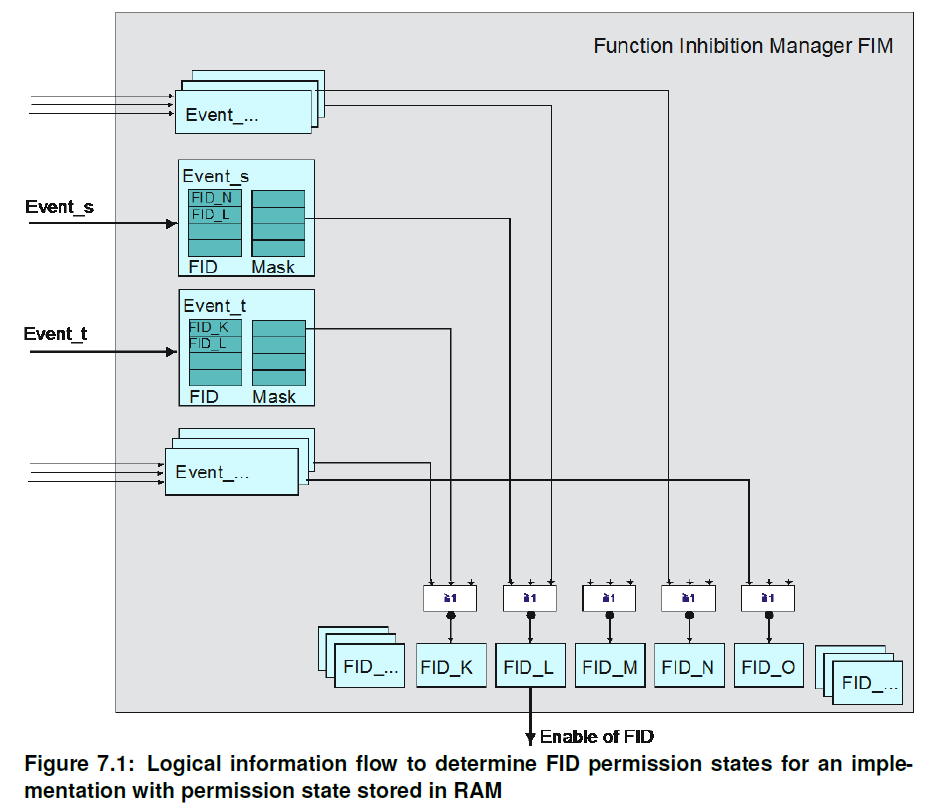 Function Inhibition Manager FIM
Event_...
Event_s
Event_s
FID_N
FID_L
FID Mask
Event_t
Event_t
FID_K
FID_L
FID Mask
Event_...
≥1 ≥1 ≥1 ≥1 ≥1
FID_... FID_K FID_L FID_M FID_N FID_O FID_...
Enable of FID
Figure 7.1: Logical information flow to determine FID permission states for an imple-
mentation with permission state stored in RAM